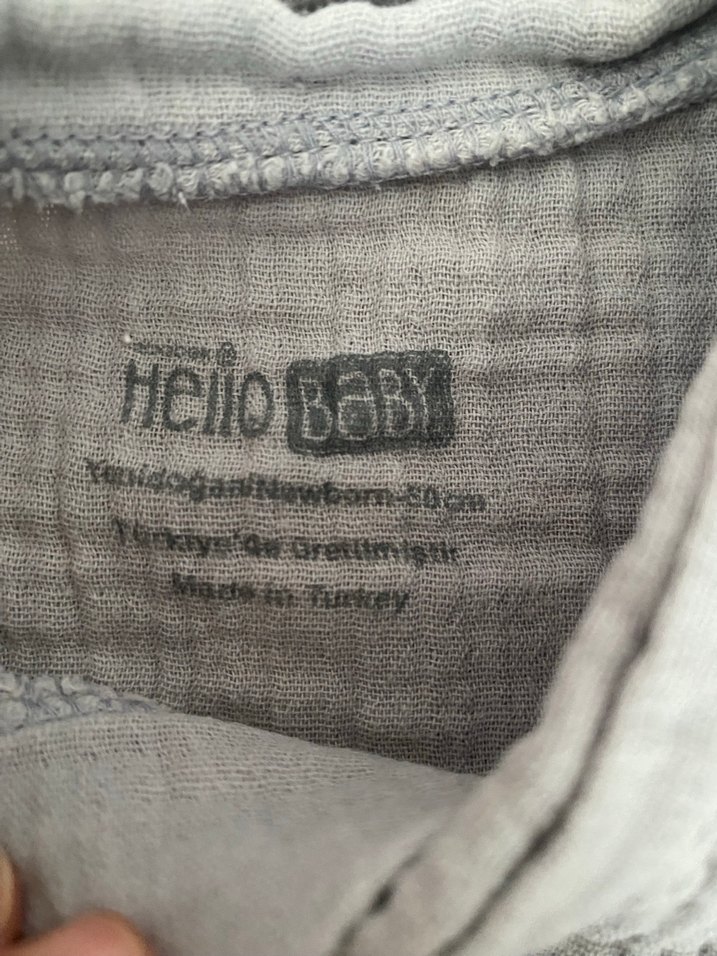 Hello BABY
Yenidoğan/Newborn-50cm
Türkiye'de üretilmiştir
Made in Turkey